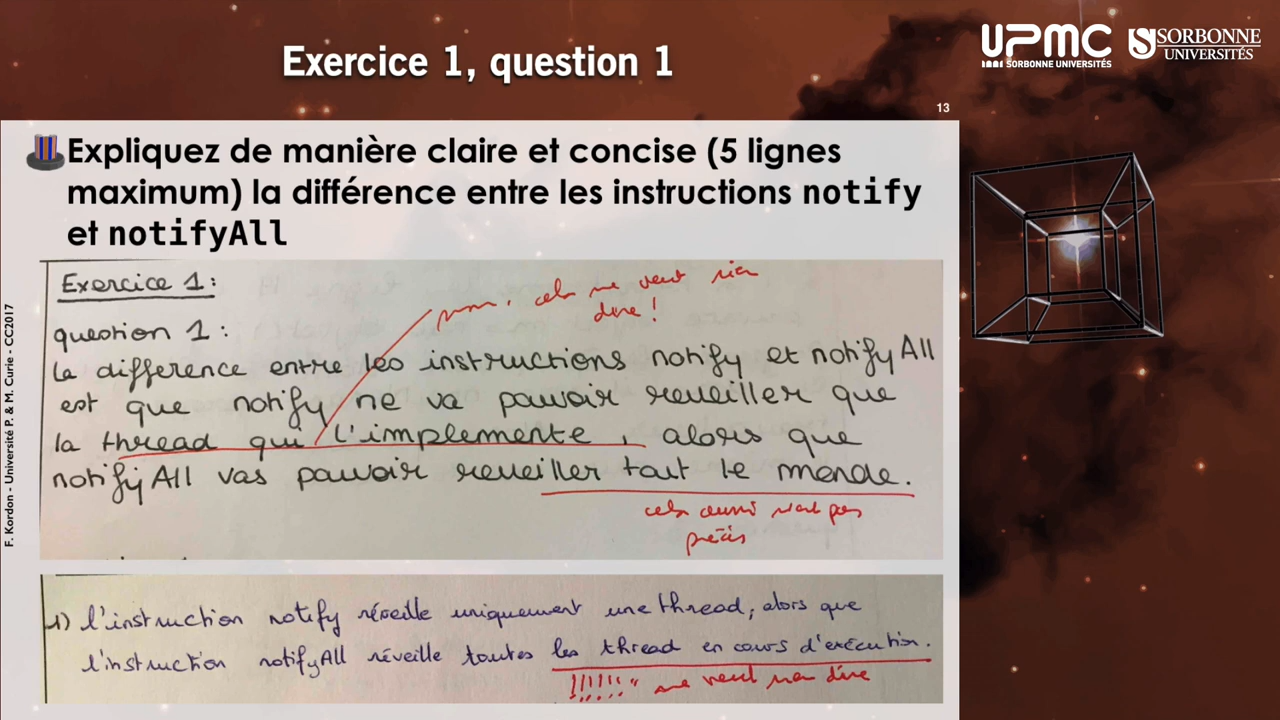 Exercice 1, question 1
UPMC
SORBONNE UNIVERSITÉS
SORBONNE
UNIVERSITÉS
13
Expliquez de manière claire et concise (5 lignes
maximum) la différence entre les instructions notify
et notifyAll
Exercice 1:
non, cela ne veut rien
dire !
question 1 :
la difference entre les instructions notify et notifyAll
est que notify ne va pouvoir reveiller que
la thread qui l'implemente, alors que
notifyAll vas pouvoir reveiller tout le monde.
cela aussi n'est pas
précis
1) l'instruction notify réveille uniquement une thread, alors que
l'instruction notifyAll réveille toutes les thread en cours d'exécution.
!!!!!! ne veut rien dire
F. Kordon - Université P. & M. Curie - CC2017